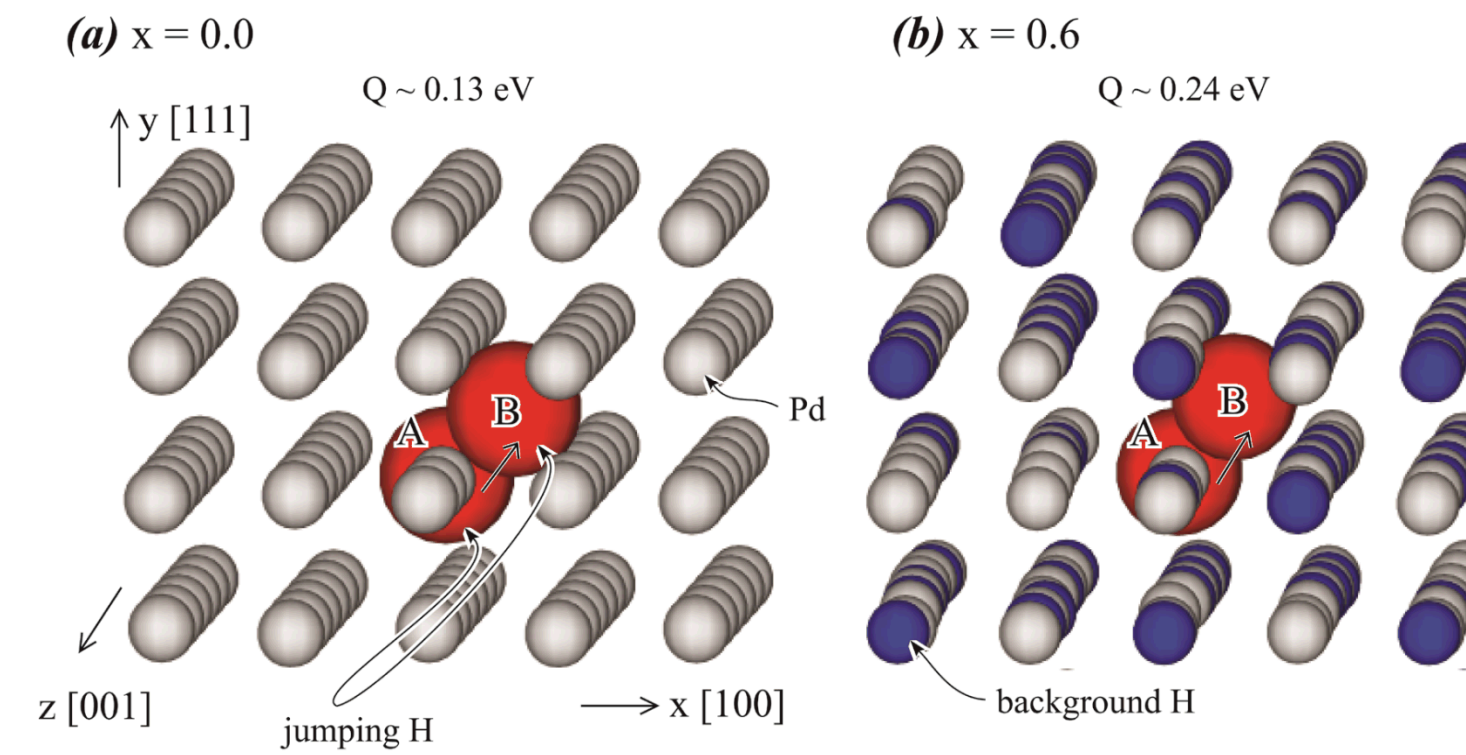 (a) x = 0.0
(b) x = 0.6
Q ~ 0.13 eV
Q ~ 0.24 eV
y [111]
B
A
Pd
B
A
z [001]
x [100]
jumping H
background H